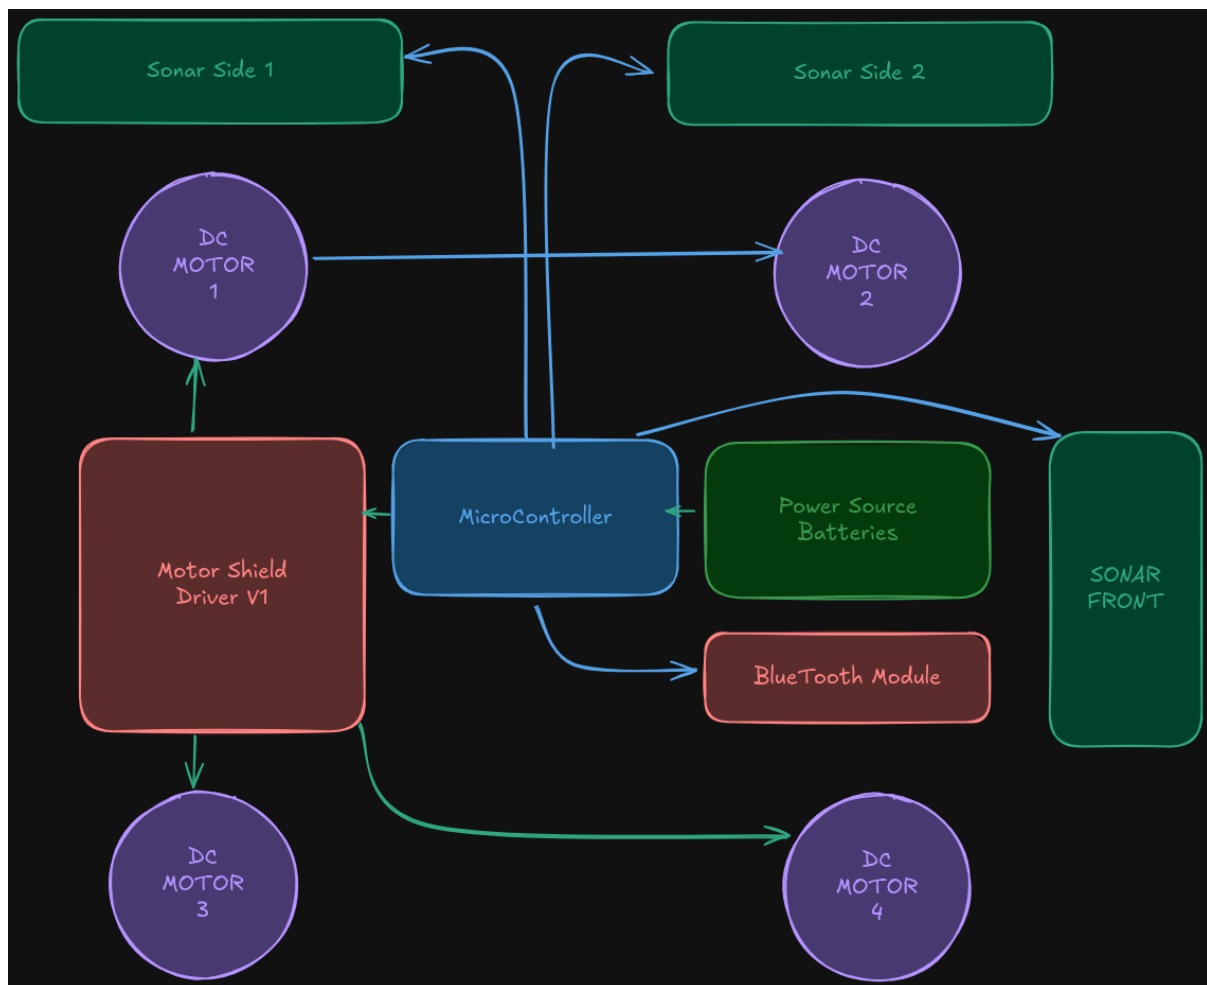 Sonar Side 1
Sonar Side 2
DC
MOTOR
1
DC
MOTOR
2
MicroController
Power Source
Batteries
Motor Shield
Driver V1
SONAR
FRONT
BlueTooth Module
DC
MOTOR
3
DC
MOTOR
4